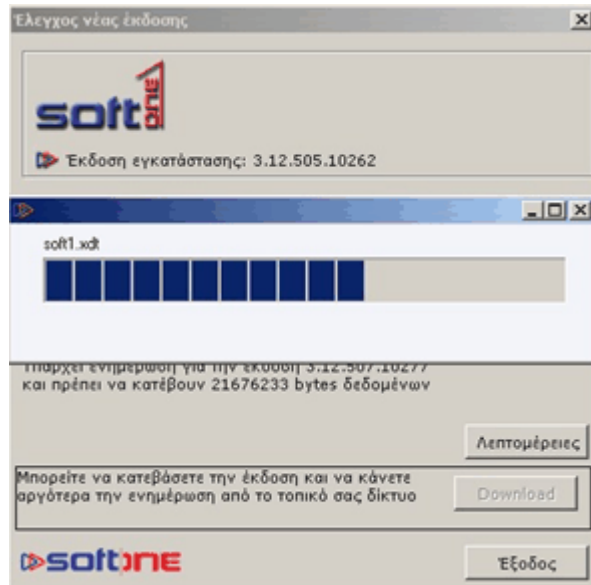 Έλεγχος νέας έκδοσης
soft1
one
Έκδοση εγκατάστασης: 3.12.505.10262
soft1.xdt
Υπάρχει ενημέρωση για την έκδοση 3.12.507.10277
και πρέπει να κατέβουν 21676233 bytes δεδομένων
Λεπτομέρειες
Μπορείτε να κατεβάσετε την έκδοση και να κάνετε
αργότερα την ενημέρωση από το τοπικό σας δίκτυο
Download
softone
Έξοδος